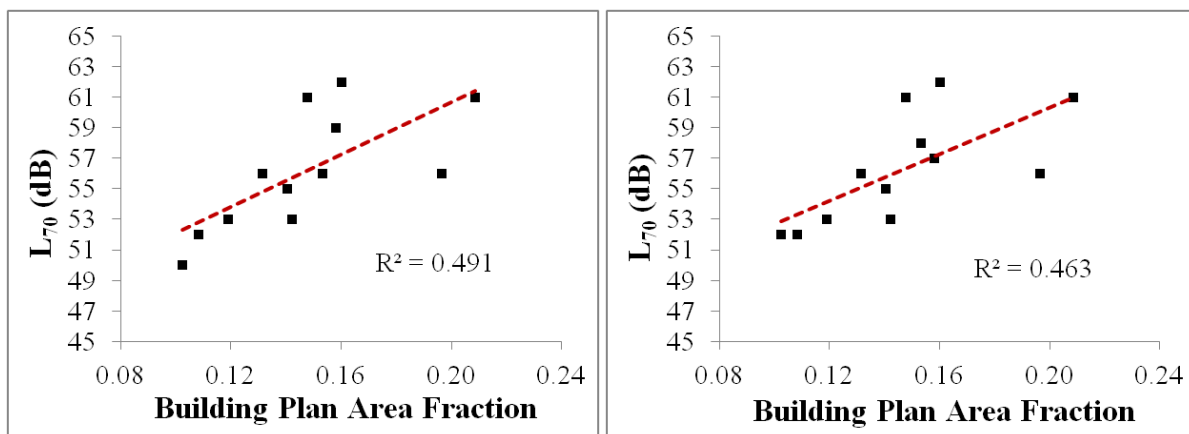 65
63
61
59
57
55
53
51
49
47
45
L₇₀ (dB)
R² = 0.491
0.08 0.12 0.16 0.20 0.24
Building Plan Area Fraction
65
63
61
59
57
55
53
51
49
47
45
L₇₀ (dB)
R² = 0.463
0.08 0.12 0.16 0.20 0.24
Building Plan Area Fraction